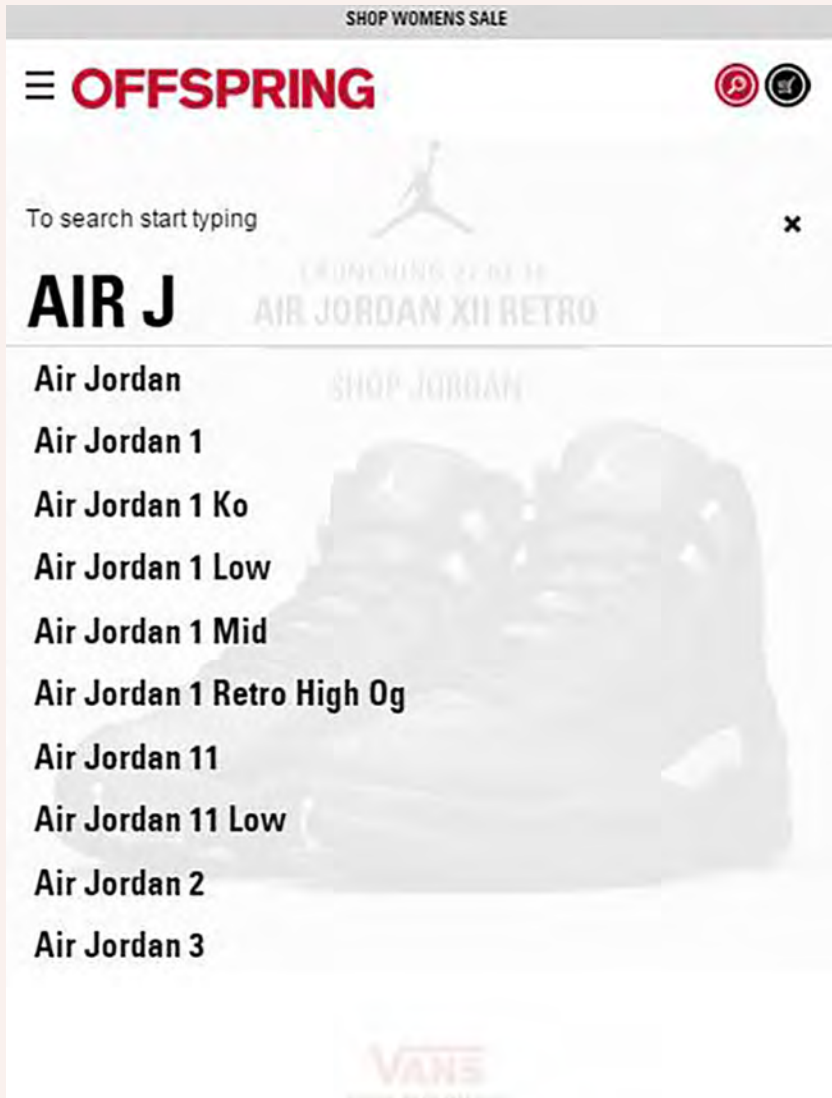 SHOP WOMENS SALE
OFFSPRING
To search start typing
AIR J
AIR JORDAN XII RETRO
SHOP JORDAN
Air Jordan
Air Jordan 1
Air Jordan 1 Ko
Air Jordan 1 Low
Air Jordan 1 Mid
Air Jordan 1 Retro High Og
Air Jordan 11
Air Jordan 11 Low
Air Jordan 2
Air Jordan 3
VANS